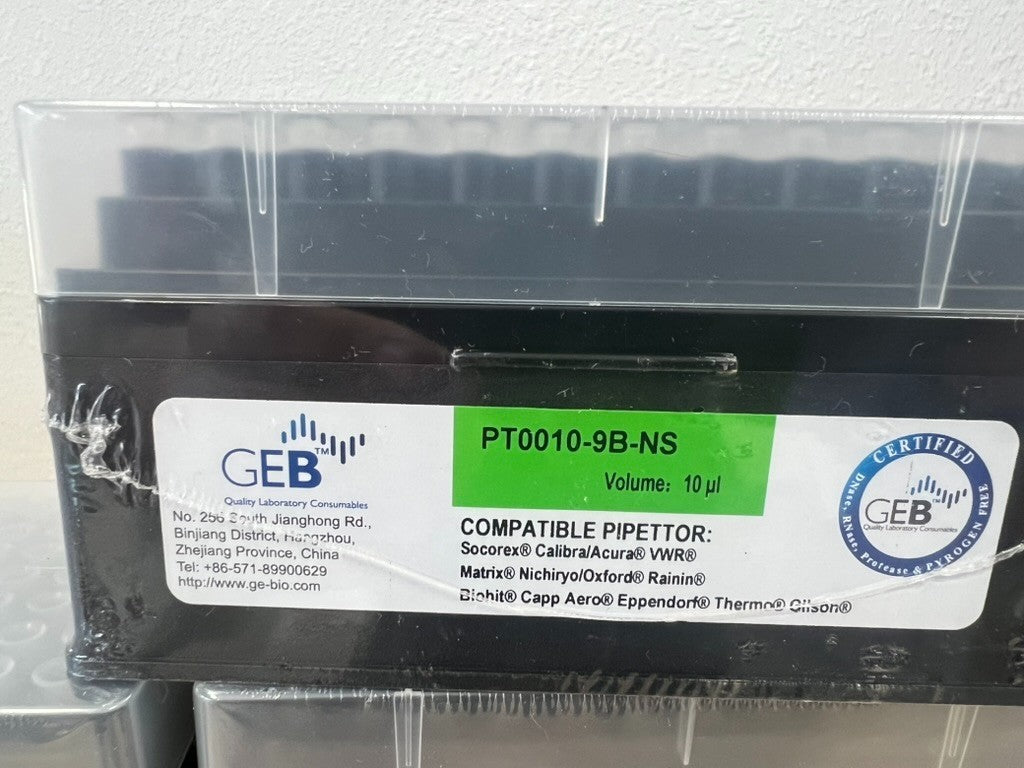 GEB™
Quality Laboratory Consumables
No. 256 South Jianghong Rd.,
Binjiang District, Hangzhou,
Zhejiang Province, China
Tel: +86-571-89900629
http://www.ge-bio.com
PT0010-9B-NS
Volume: 10 µl
COMPATIBLE PIPETTOR:
Socorex® Calibra/Acura® VWR®
Matrix® Nichiryo/Oxford® Rainin®
Biohit® Capp Aero® Eppendorf® Thermo® Gilson®
CERTIFIED
GEB
Quality Laboratory Consumables
DNase, RNase, Protease & PYROGEN FREE